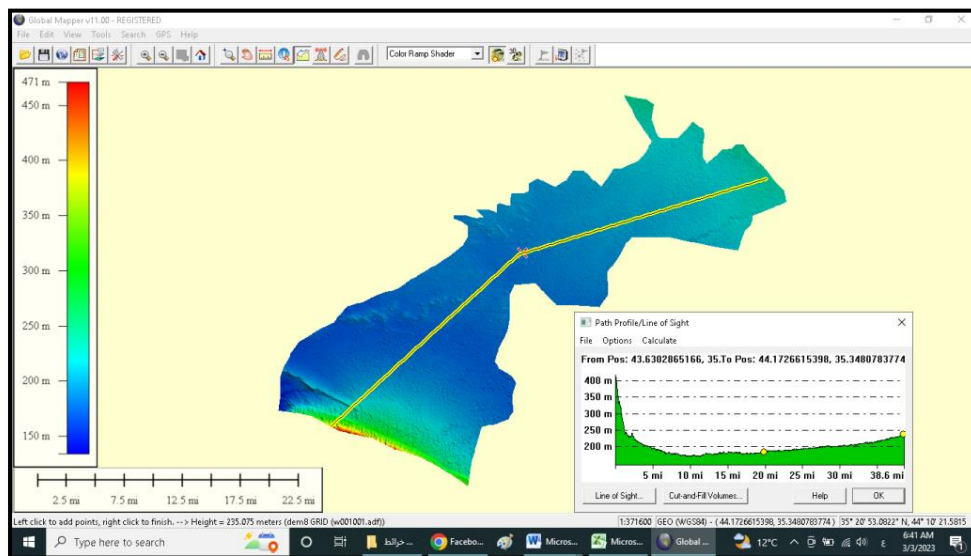 Global Mapper v11.00 - REGISTERED
File Edit View Tools Search GPS Help
Color Ramp Shader
471 m
450 m
400 m
350 m
300 m
250 m
200 m
150 m
2.5 mi 7.5 mi 12.5 mi 17.5 mi 22.5 mi
Path Profile/Line of Sight
File Options Calculate
From Pos: 43.6302865166, 35.To Pos: 44.1726615398, 35.3480783774
400 m
350 m
300 m
250 m
200 m
5 mi 10 mi 15 mi 20 mi 25 mi 30 mi 38.6 mi
Line of Sight... Cut-and-Fill Volumes... Help OK
Left click to add points, right click to finish. --> Height = 235.075 meters (dem8 GRID (w001001.adf))
1:371600 GEO (WGS84) - ( 44.1726615398, 35.3480783774 ) 35° 20' 53.0822" N, 44° 10' 21.5815
Type here to search
خرائط ...
Facebo...
Micros...
Micros...
Global ...
12°C
ع
6:41 AM
3/3/2023